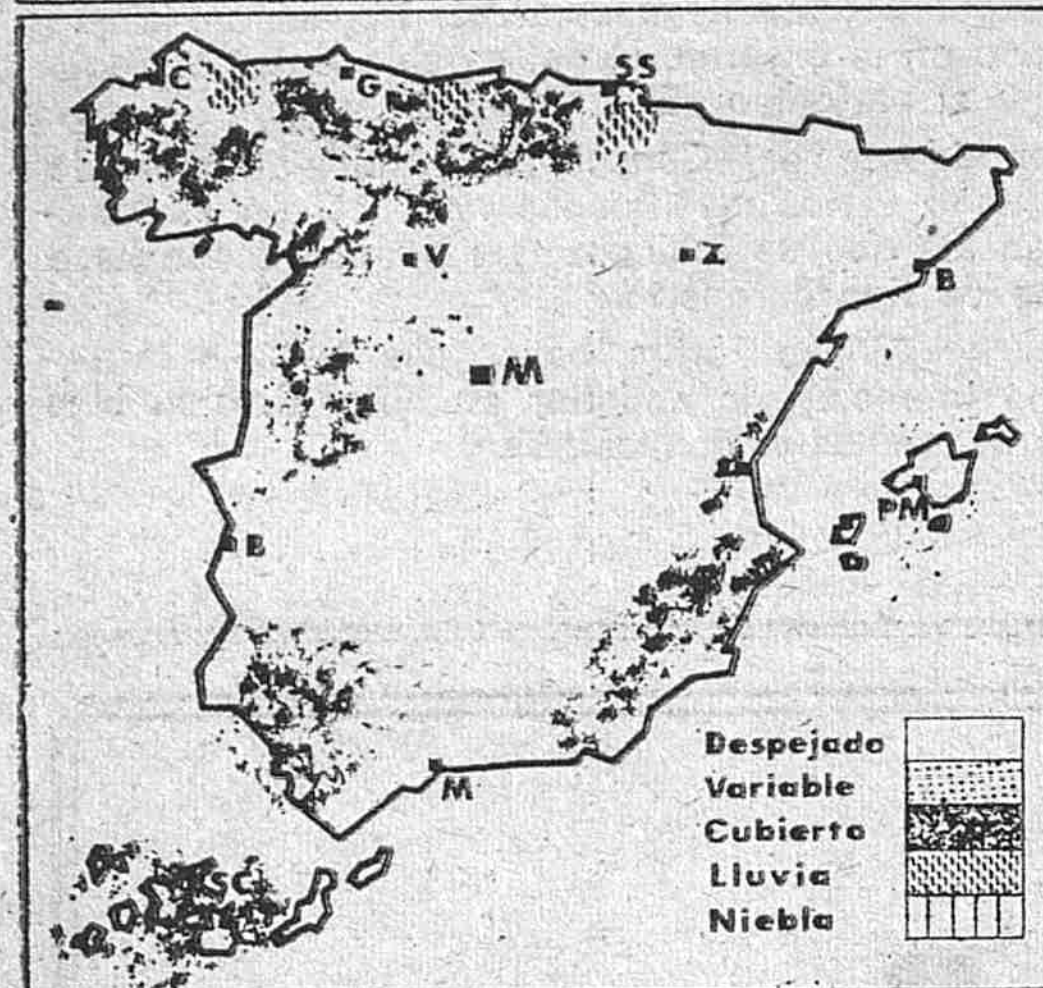 C
G
SS
V
Z
B
M
PM
B
M
SC
Despejado
Variable
Cubierto
Lluvia
Niebla